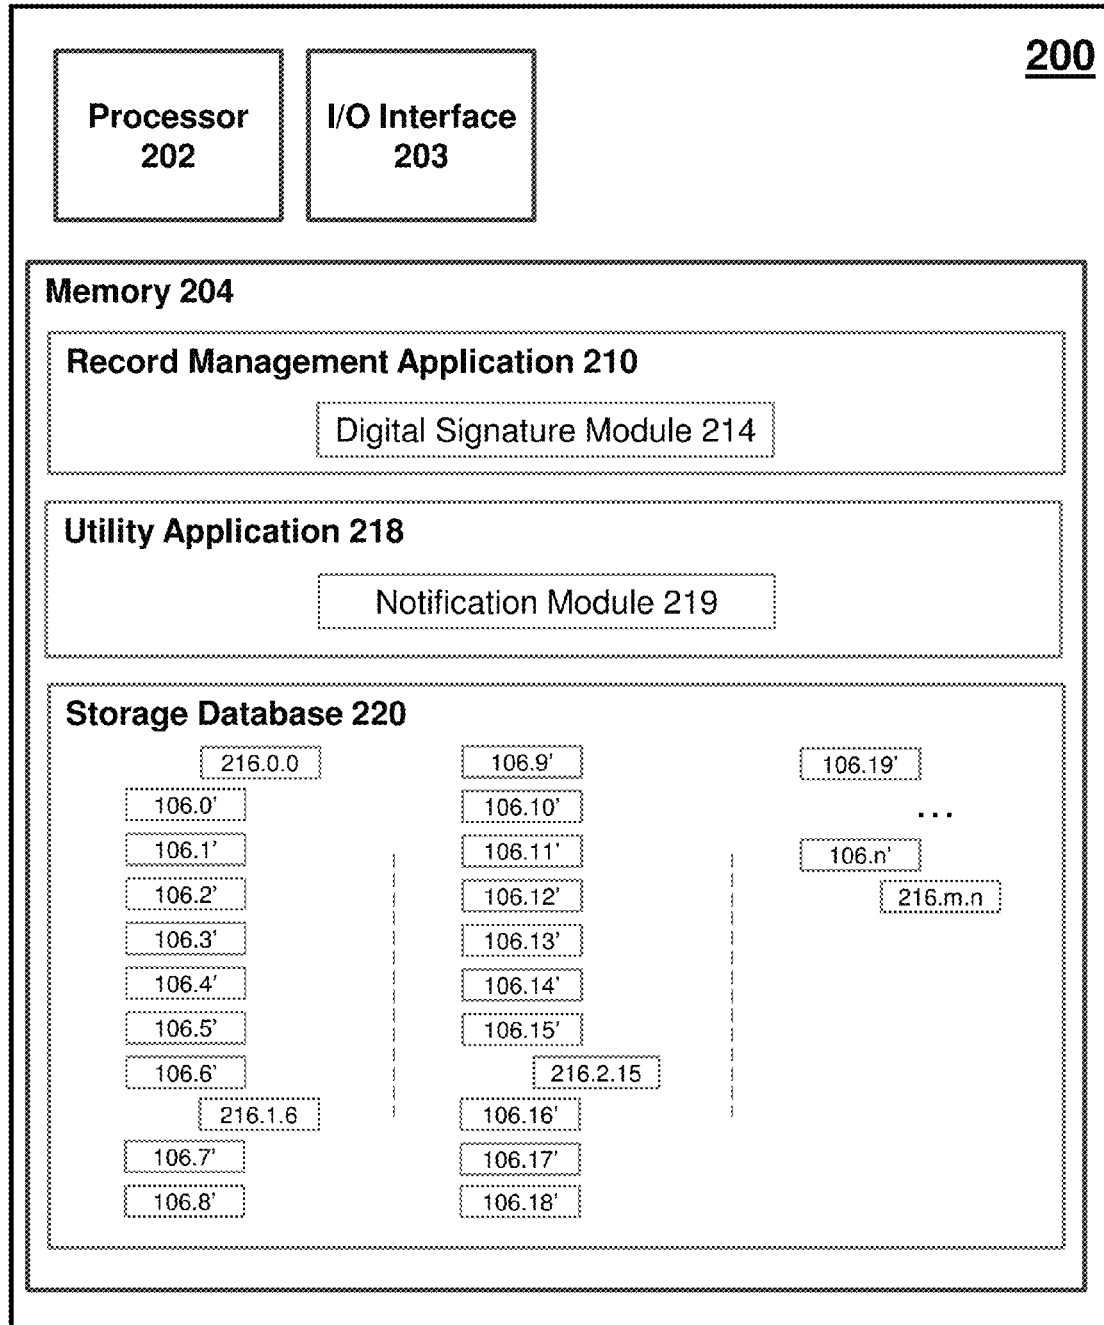 200
Processor
202
I/O Interface
203
Memory 204
Record Management Application 210
Digital Signature Module 214
Utility Application 218
Notification Module 219
Storage Database 220
216.0.0
106.0'
106.1'
106.2'
106.3'
106.4'
106.5'
106.6'
216.1.6
106.7'
106.8'
106.9'
106.10'
106.11'
106.12'
106.13'
106.14'
106.15'
216.2.15
106.16'
106.17'
106.18'
106.19'
...
106.n'
216.m.n